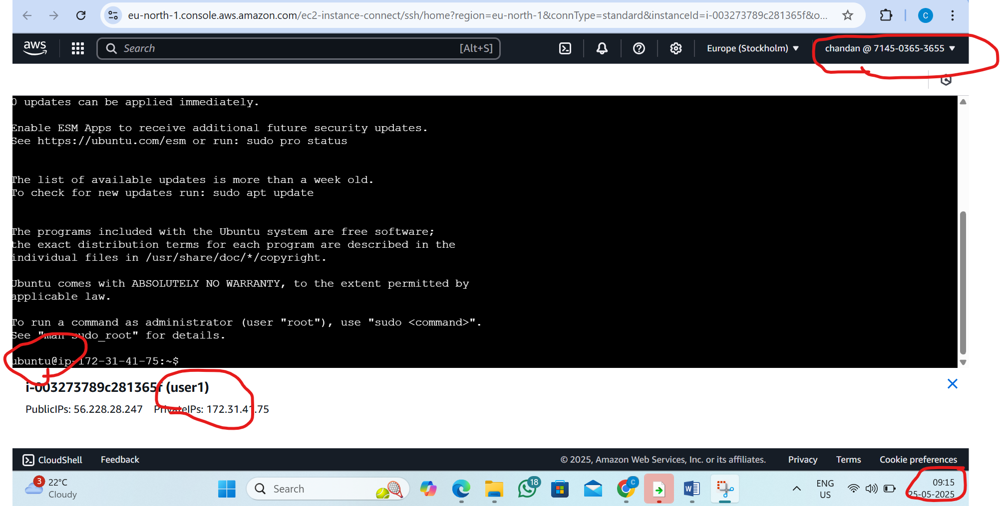 eu-north-1.console.aws.amazon.com/ec2-instance-connect/ssh/home?region=eu-north-1&connType=standard&instanceId=i-003273789c281365f&o...
C
aws
Search [Alt+S]
Europe (Stockholm)
chandan @ 7145-0365-3655
0 updates can be applied immediately.
Enable ESM Apps to receive additional future security updates.
See https://ubuntu.com/esm or run: sudo pro status
The list of available updates is more than a week old.
To check for new updates run: sudo apt update
The programs included with the Ubuntu system are free software;
the exact distribution terms for each program are described in the
individual files in /usr/share/doc/*/copyright.
Ubuntu comes with ABSOLUTELY NO WARRANTY, to the extent permitted by
applicable law.
To run a command as administrator (user "root"), use "sudo <command>".
See "man sudo_root" for details.
ubuntu@ip-172-31-41-75:~$
i-003273789c281365f (user1)
PublicIPs: 56.228.28.247 PrivateIPs: 172.31.41.75
CloudShell Feedback
© 2025, Amazon Web Services, Inc. or its affiliates. Privacy Terms Cookie preferences
3
22°C
Cloudy
Search
18
C
W
ENG
US
09:15
25-05-2025